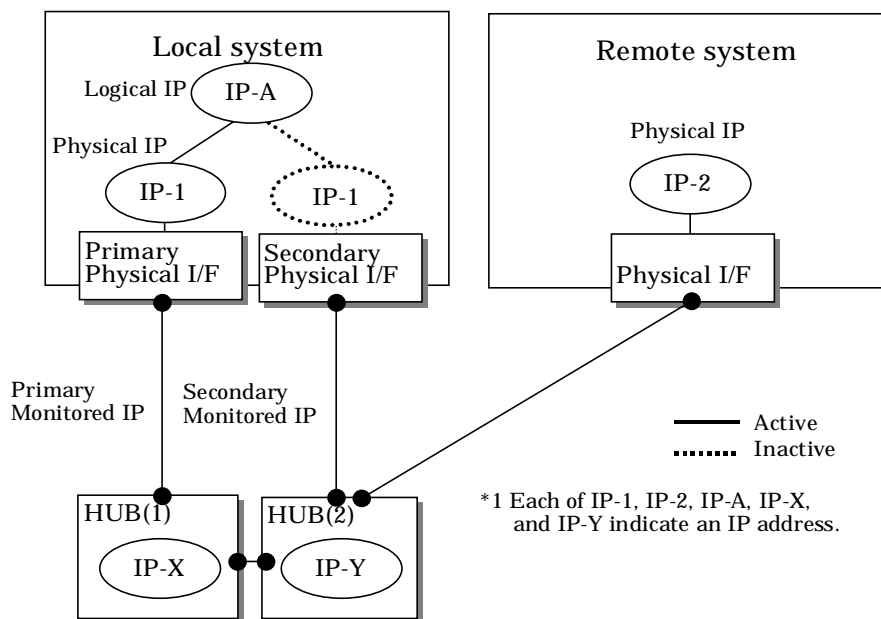 Local system
Logical IP
IP-A
Physical IP
IP-1
IP-1
Primary
Physical I/F
Secondary
Physical I/F
Remote system
Physical IP
IP-2
Physical I/F
Primary
Monitored IP
Secondary
Monitored IP
Active
Inactive
HUB(1)
IP-X
HUB(2)
IP-Y
*1 Each of IP-1, IP-2, IP-A, IP-X,
and IP-Y indicate an IP address.